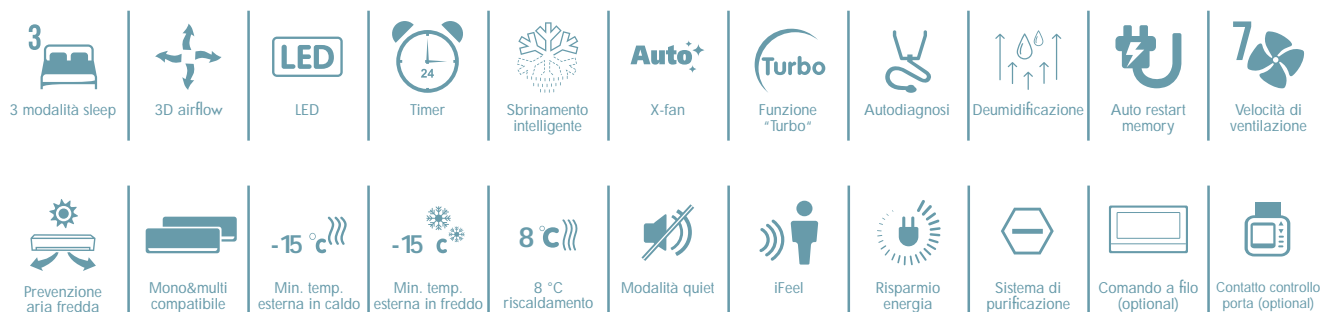 3
3 modalità sleep
3D airflow
LED
LED
24
Timer
Sbrinamento
intelligente
Auto
X-fan
Turbo
Funzione
"Turbo"
Autodiagnosi
Deumidificazione
Auto restart
memory
7
Velocità di
ventilazione
Prevenzione
aria fredda
Mono&multi
compatibile
-15 °c
Min. temp.
esterna in caldo
-15 c
Min. temp.
esterna in freddo
8 °C
8 °C
riscaldamento
Modalità quiet
iFeel
Risparmio
energia
Sistema di
purificazione
Comando a filo
(optional)
Contatto controllo
porta (optional)